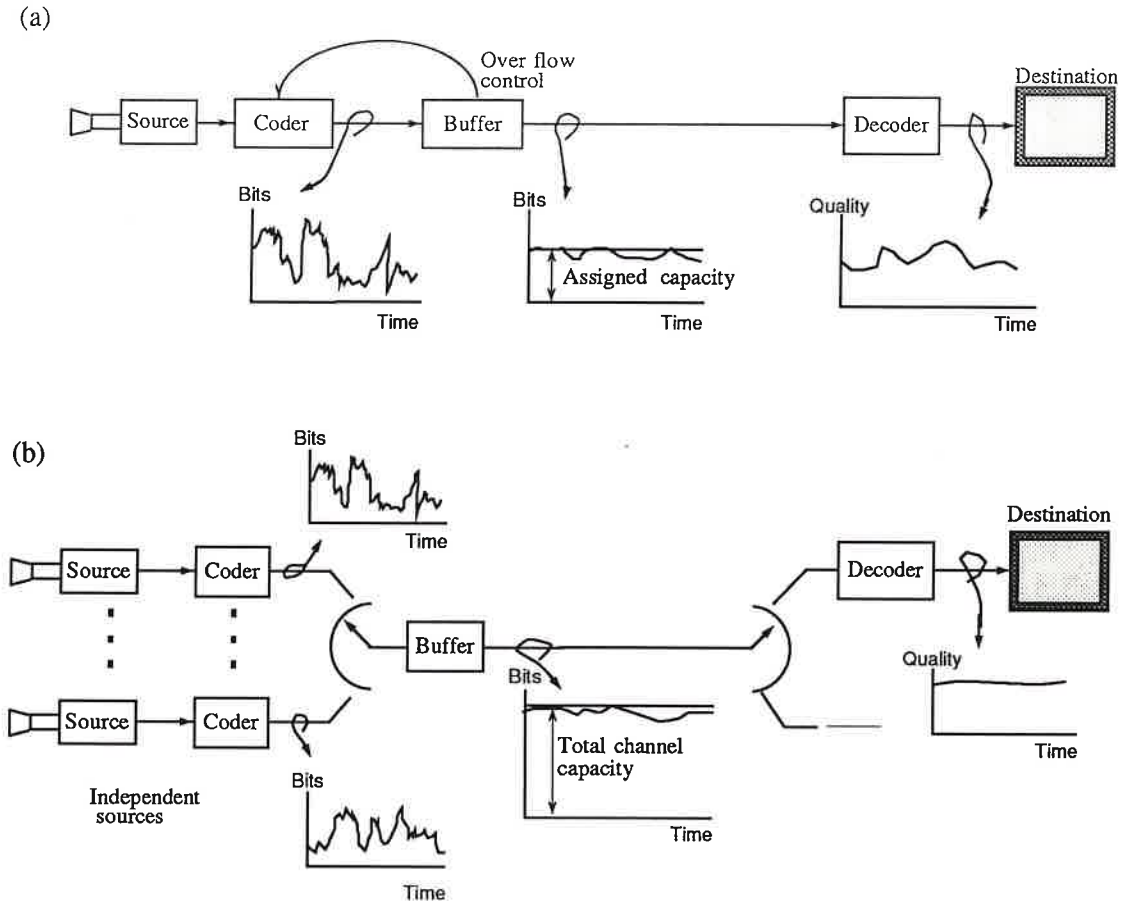 (a)
Over flow
control
Destination
Source
Coder
Buffer
Decoder
Bits
Time
Bits
Assigned capacity
Time
Quality
Time
(b)
Bits
Time
Destination
Source
Coder
Decoder
Buffer
Quality
Time
Source
Coder
Bits
Total channel
capacity
Time
Independent
sources
Bits
Time